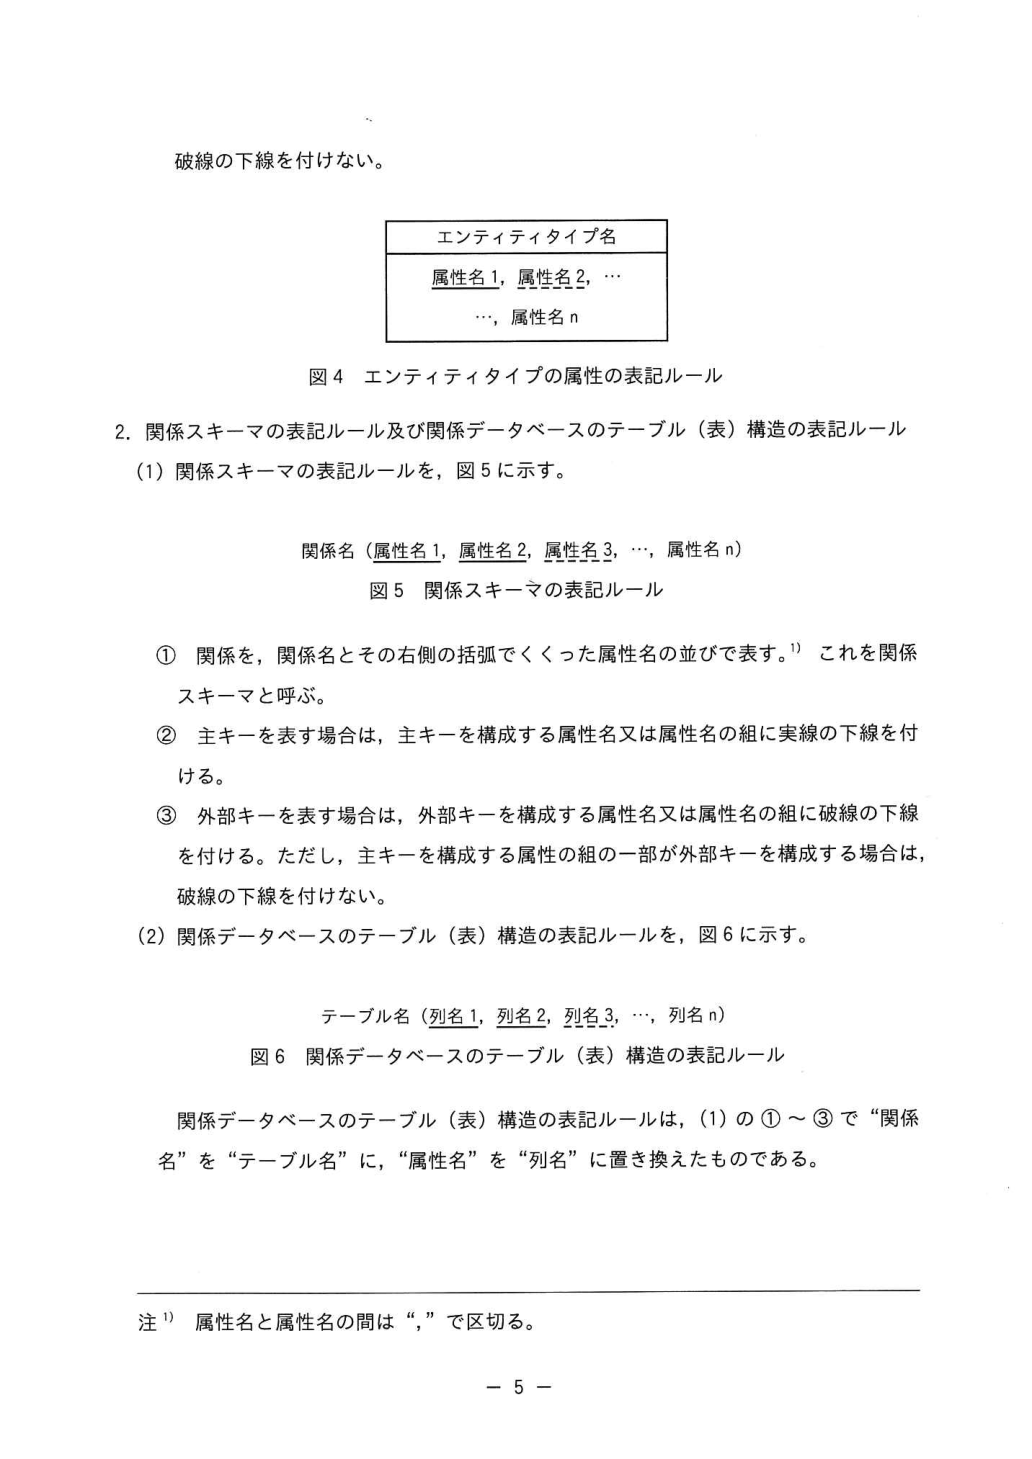 破線の下線を付けない。
エンティティタイプ名
属性名1，属性名2，…
…，属性名n
図4　エンティティタイプの属性の表記ルール
2．関係スキーマの表記ルール及び関係データベースのテーブル（表）構造の表記ルール
(1) 関係スキーマの表記ルールを，図5に示す。
関係名（属性名1，属性名2，属性名3，…，属性名n）
図5　関係スキーマの表記ルール
①　関係を，関係名とその右側の括弧でくくった属性名の並びで表す。1)　これを関係
スキーマと呼ぶ。
②　主キーを表す場合は，主キーを構成する属性名又は属性名の組に実線の下線を付
ける。
③　外部キーを表す場合は，外部キーを構成する属性名又は属性名の組に破線の下線
を付ける。ただし，主キーを構成する属性の組の一部が外部キーを構成する場合は，
破線の下線を付けない。
(2) 関係データベースのテーブル（表）構造の表記ルールを，図6に示す。
テーブル名（列名1，列名2，列名3，…，列名n）
図6　関係データベースのテーブル（表）構造の表記ルール
関係データベースのテーブル（表）構造の表記ルールは，(1)の①～③で“関係
名”を“テーブル名”に，“属性名”を“列名”に置き換えたものである。
注1)　属性名と属性名の間は“，”で区切る。
－ 5 －